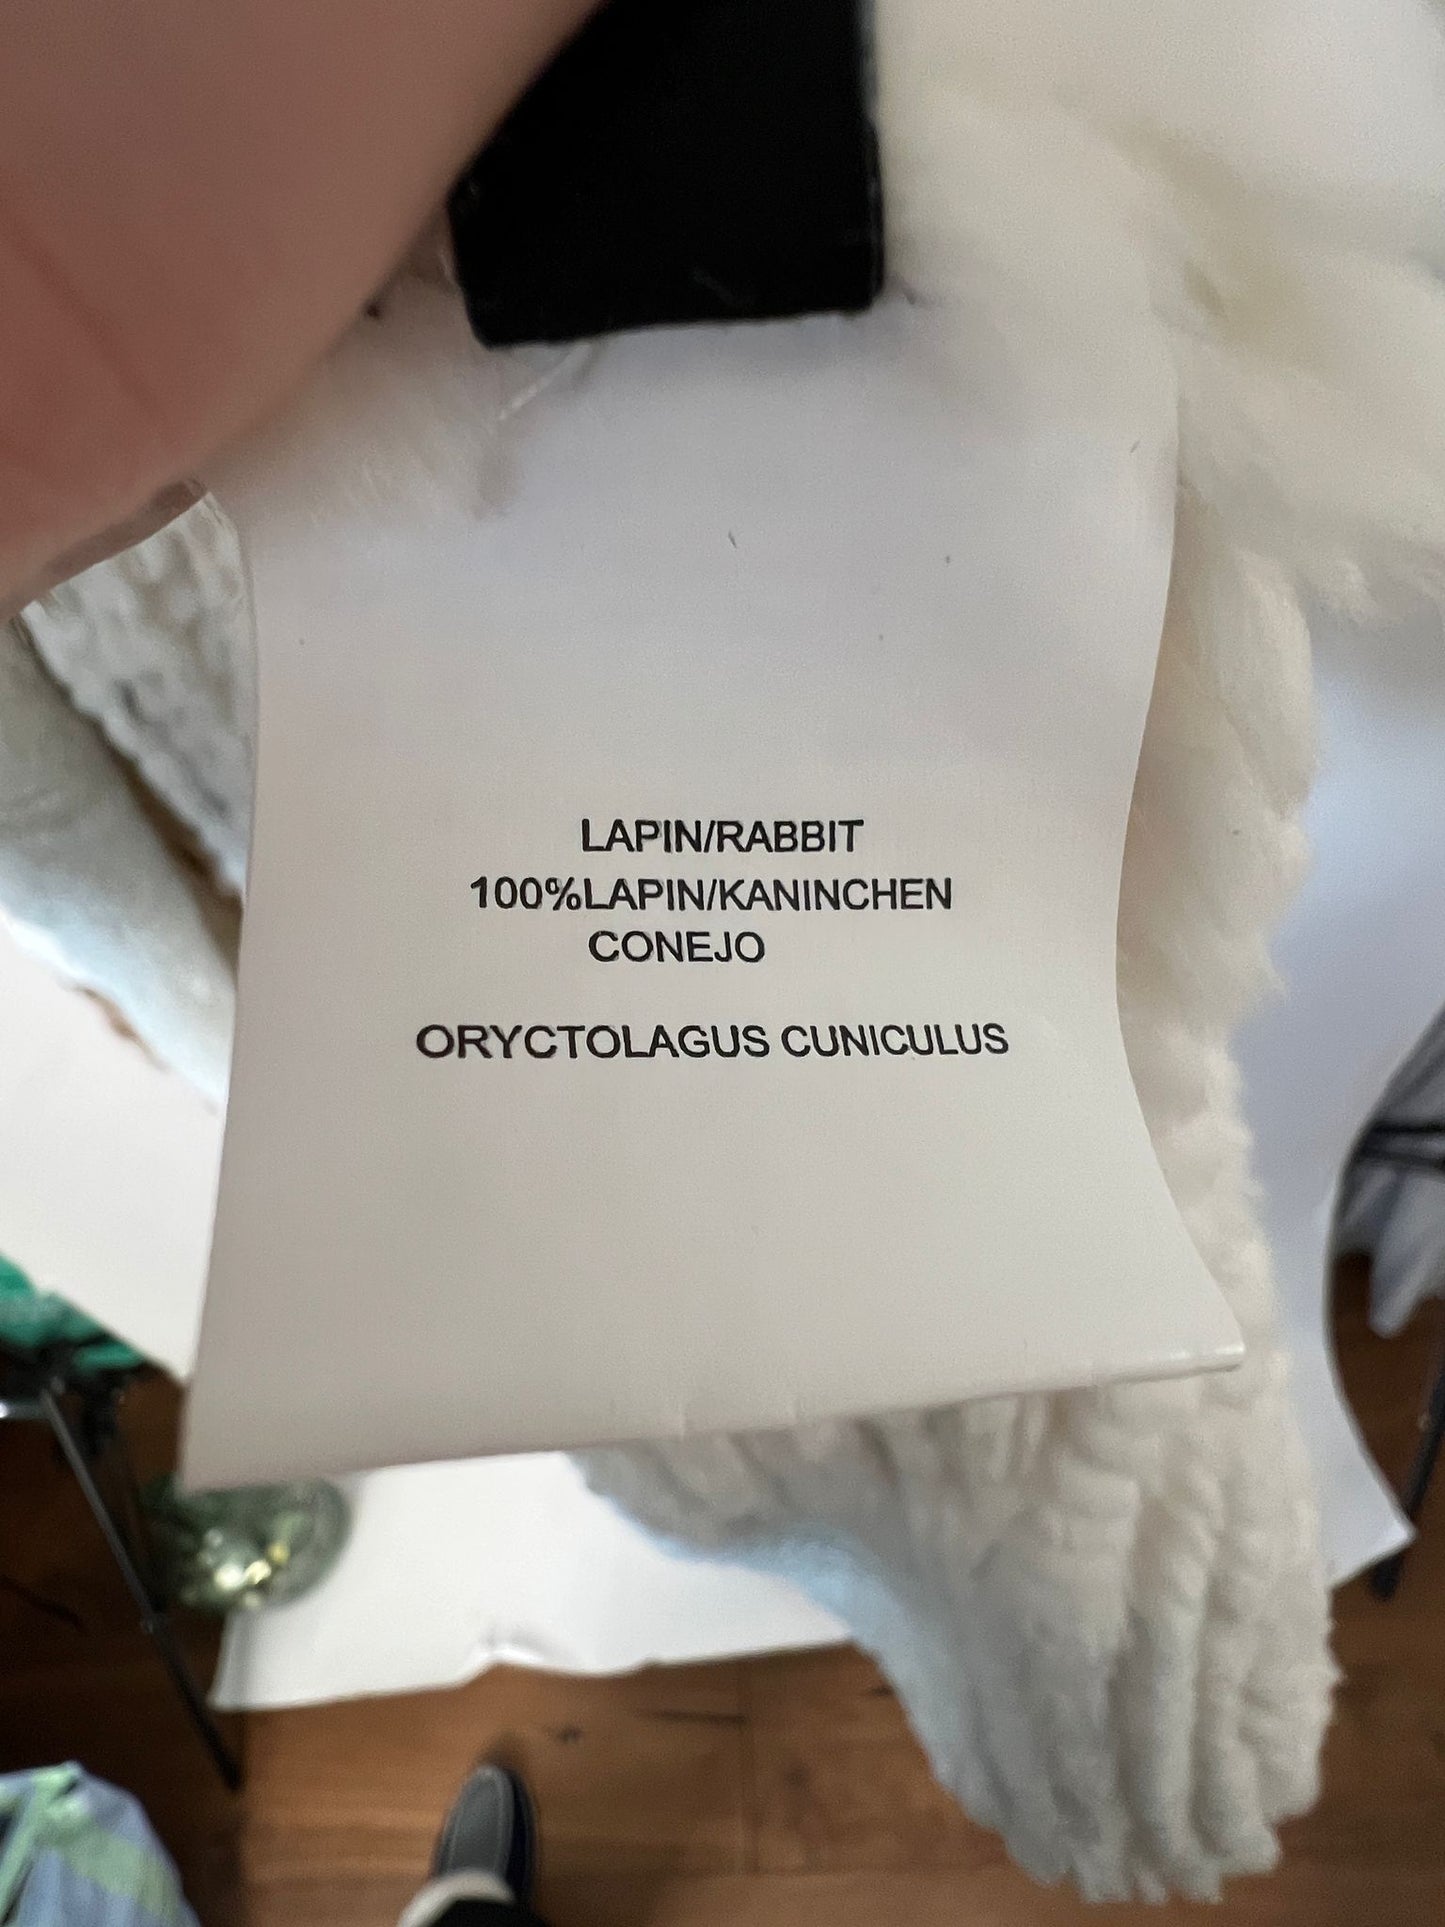 LAPIN/RABBIT
100%LAPIN/KANINCHEN
CONEJO
ORYCTOLAGUS CUNICULUS